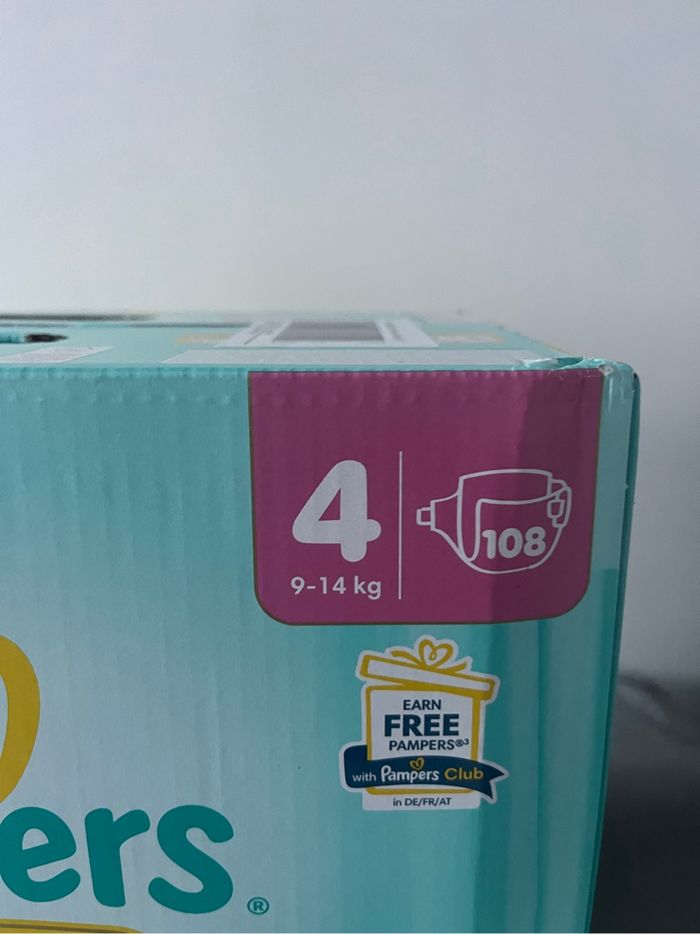 4
9-14 kg
108
EARN
FREE
PAMPERS®³
with Pampers Club
in DE/FR/AT
ers®